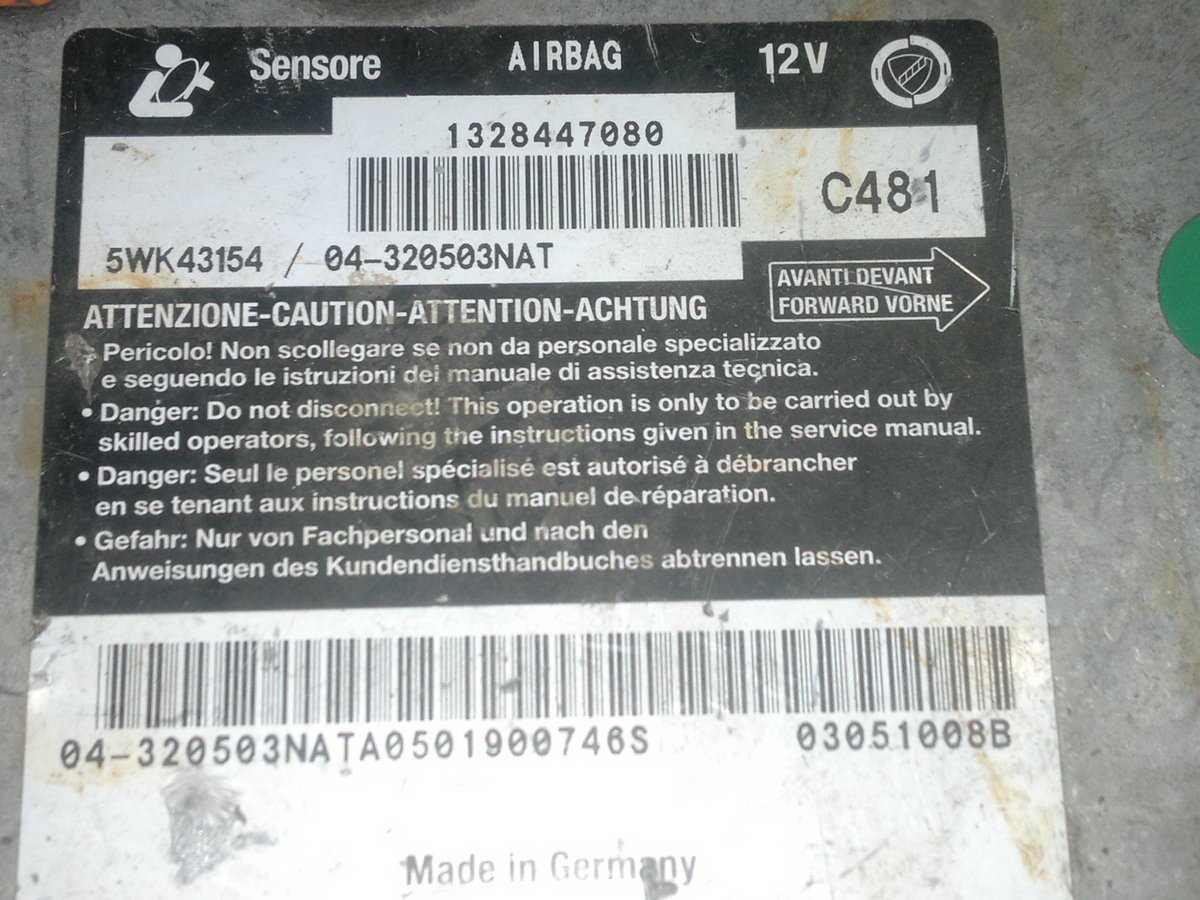 Sensore AIRBAG 12V
1328447080
C481
5WK43154 / 04-320503NAT
AVANTI DEVANT
FORWARD VORNE
ATTENZIONE-CAUTION-ATTENTION-ACHTUNG
Pericolo! Non scollegare se non da personale specializzato
e seguendo le istruzioni del manuale di assistenza tecnica.
• Danger: Do not disconnect! This operation is only to be carried out by
skilled operators, following the instructions given in the service manual.
• Danger: Seul le personel spécialisé est autorisé à débrancher
en se tenant aux instructions du manuel de réparation.
• Gefahr: Nur von Fachpersonal und nach den
Anweisungen des Kundendiensthandbuches abtrennen lassen.
04-320503NATA0501900746S 03051008B
Made in Germany